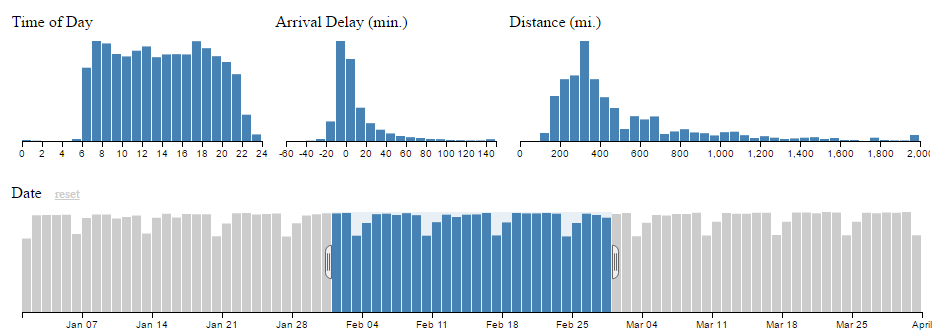 Time of Day
0 2 4 6 8 10 12 14 16 18 20 22 24
Arrival Delay (min.)
-60 -40 -20 0 20 40 60 80 100 120 140
Distance (mi.)
0 200 400 600 800 1,000 1,200 1,400 1,600 1,800 2,000
Date reset
Jan 07 Jan 14 Jan 21 Jan 28 Feb 04 Feb 11 Feb 18 Feb 25 Mar 04 Mar 11 Mar 18 Mar 25 April